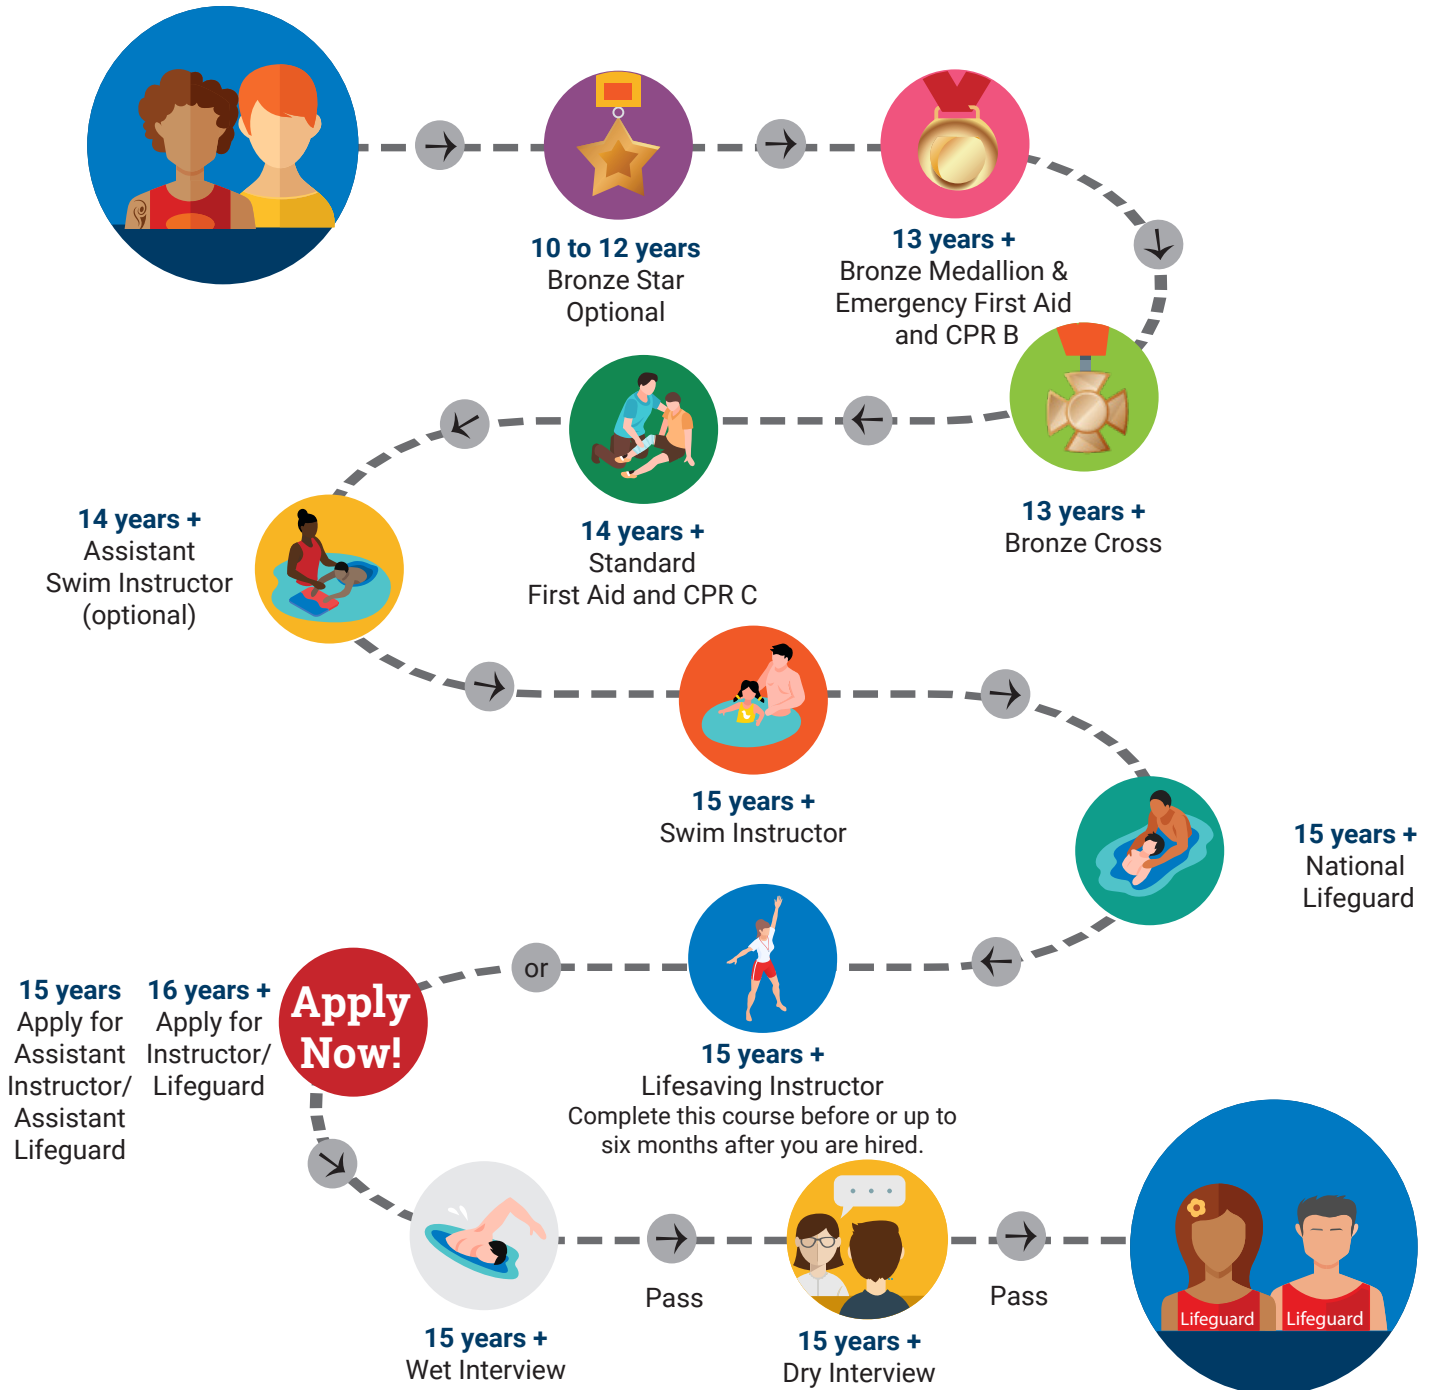 10 to 12 years
Bronze Star
Optional
13 years +
Bronze Medallion &
Emergency First Aid
and CPR B
13 years +
Bronze Cross
14 years +
Standard
First Aid and CPR C
14 years +
Assistant
Swim Instructor
(optional)
15 years +
Swim Instructor
15 years +
National
Lifeguard
15 years +
Lifesaving Instructor
Complete this course before or up to
six months after you are hired.
or
Apply
Now!
15 years
Apply for
Assistant
Instructor/
Assistant
Lifeguard
16 years +
Apply for
Instructor/
Lifeguard
15 years +
Wet Interview
Pass
15 years +
Dry Interview
Pass
Lifeguard
Lifeguard